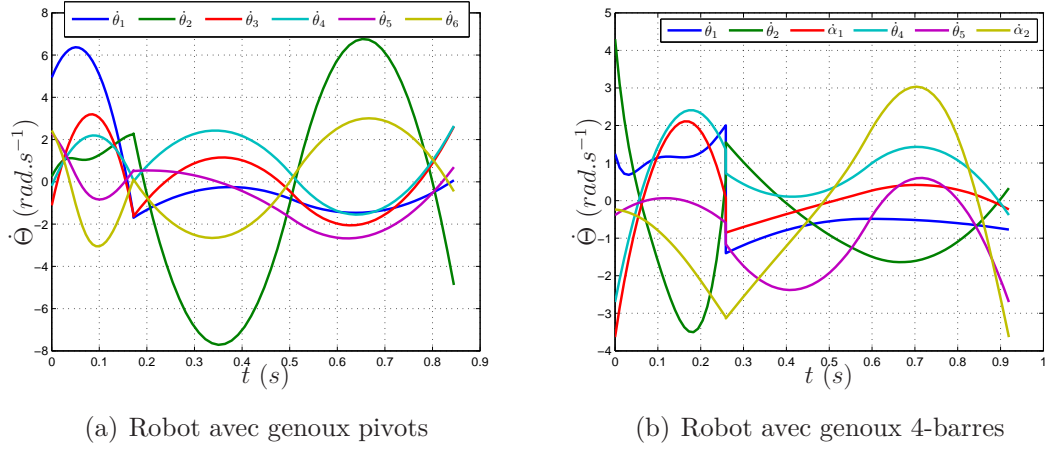 θ̇₁ θ̇₂ θ̇₃ θ̇₄ θ̇₅ θ̇₆
8
6
4
2
0
−2
−4
−6
−8
Θ̇ (rad.s⁻¹)
0 0.1 0.2 0.3 0.4 0.5 0.6 0.7 0.8 0.9
t (s)
(a) Robot avec genoux pivots
θ̇₁ θ̇₂ α̇₁ θ̇₄ θ̇₅ α̇₂
5
4
3
2
1
0
−1
−2
−3
−4
Θ̇ (rad.s⁻¹)
0 0.1 0.2 0.3 0.4 0.5 0.6 0.7 0.8 0.9 1
t (s)
(b) Robot avec genoux 4-barres